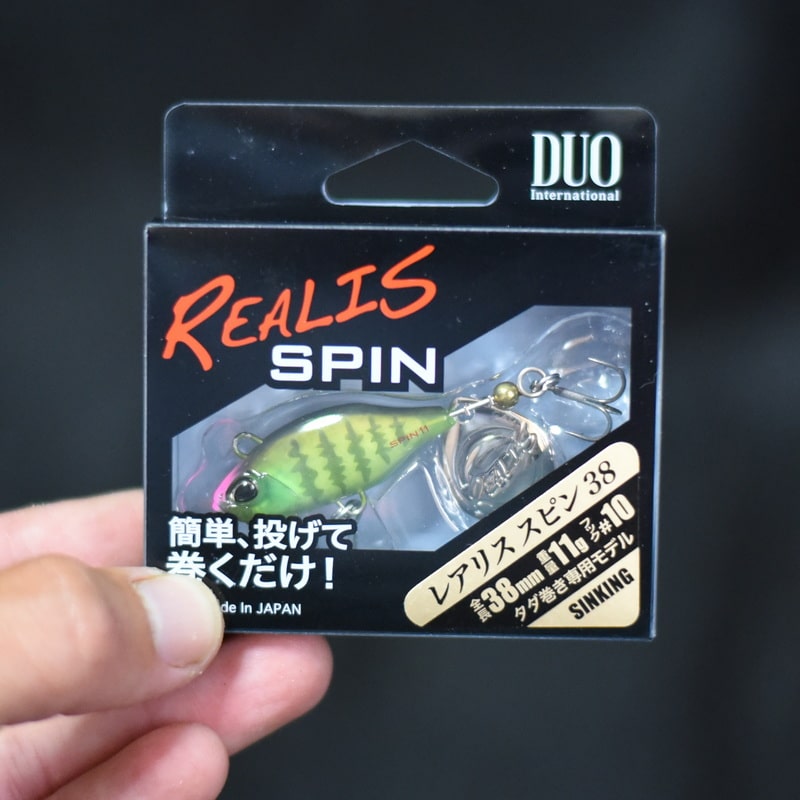 DUO
International
REALIS
SPIN
SPIN11
REALIS
簡単、投げて
巻くだけ!
de In JAPAN
レアリス スピン 38
全長38mm 重量11g フック#10
タダ巻き専用モデル
SINKING